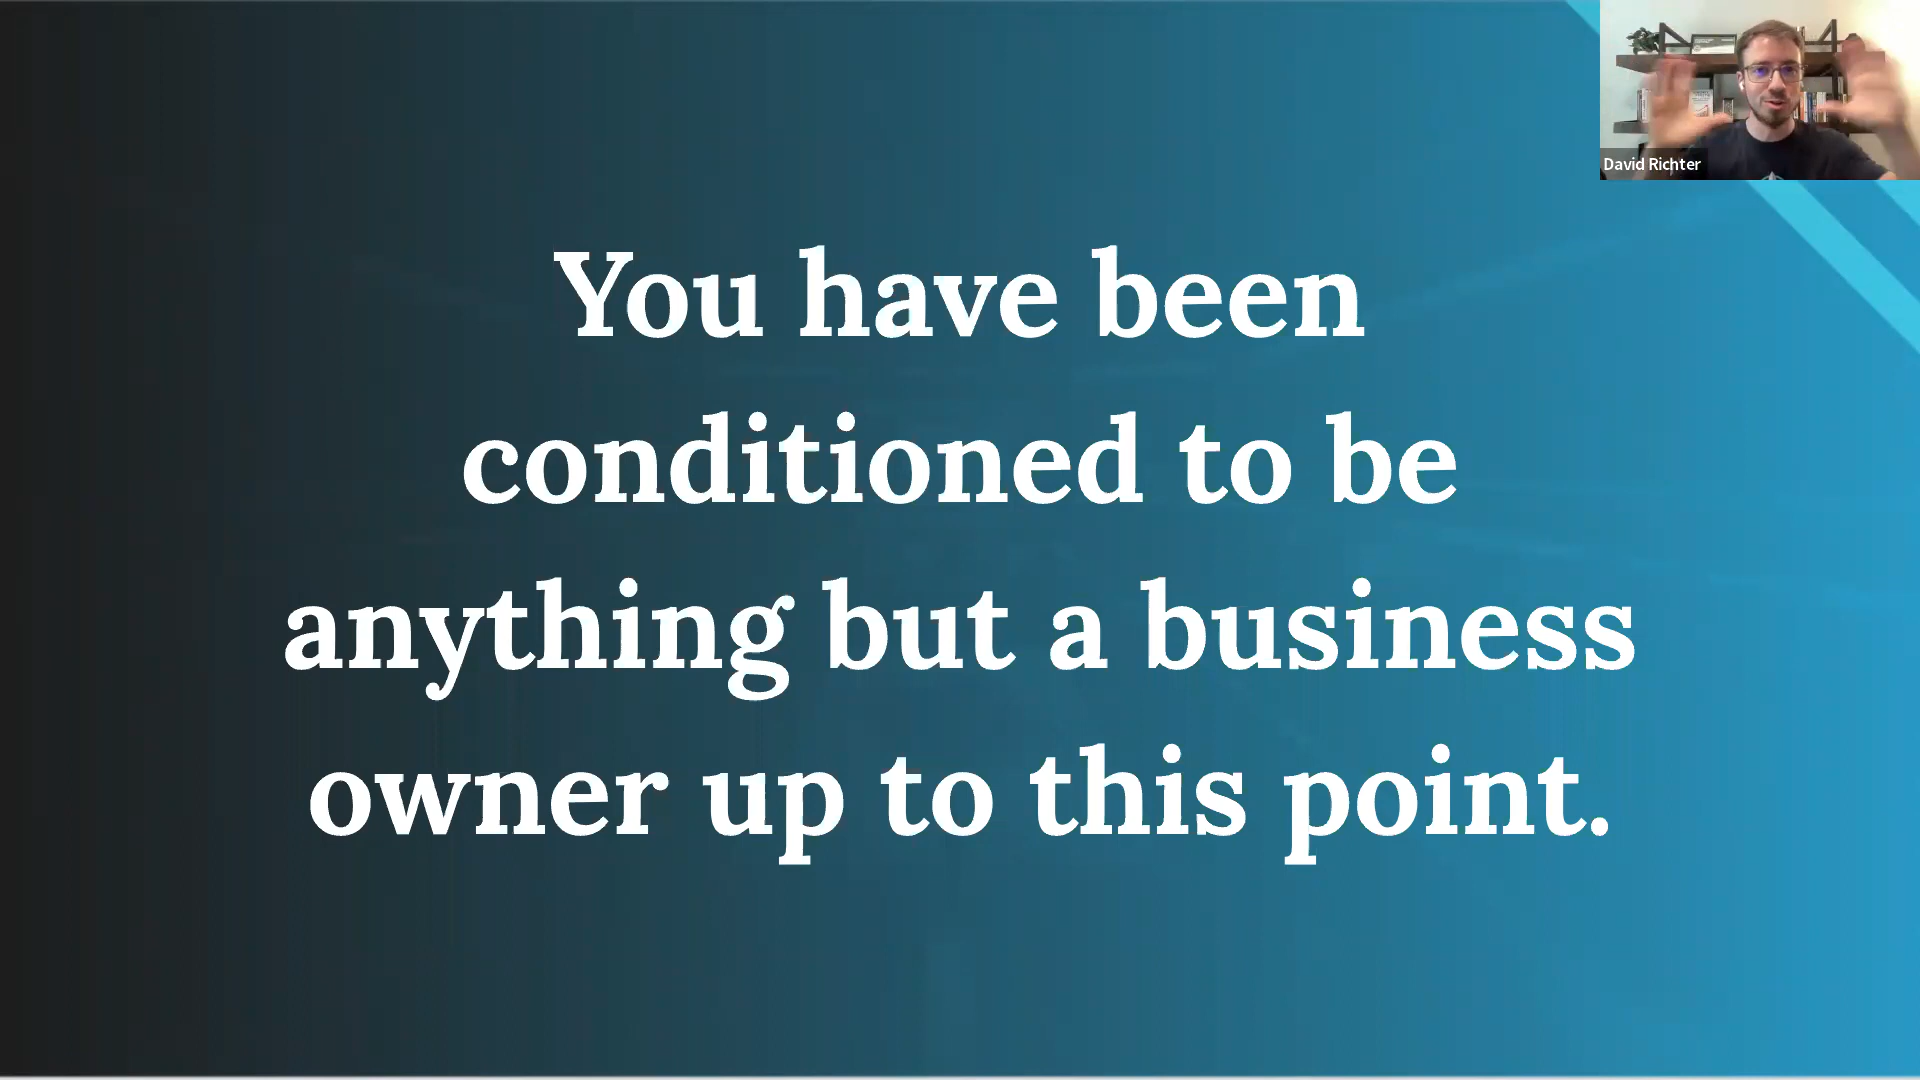 You have been
conditioned to be
anything but a business
owner up to this point.
David Richter